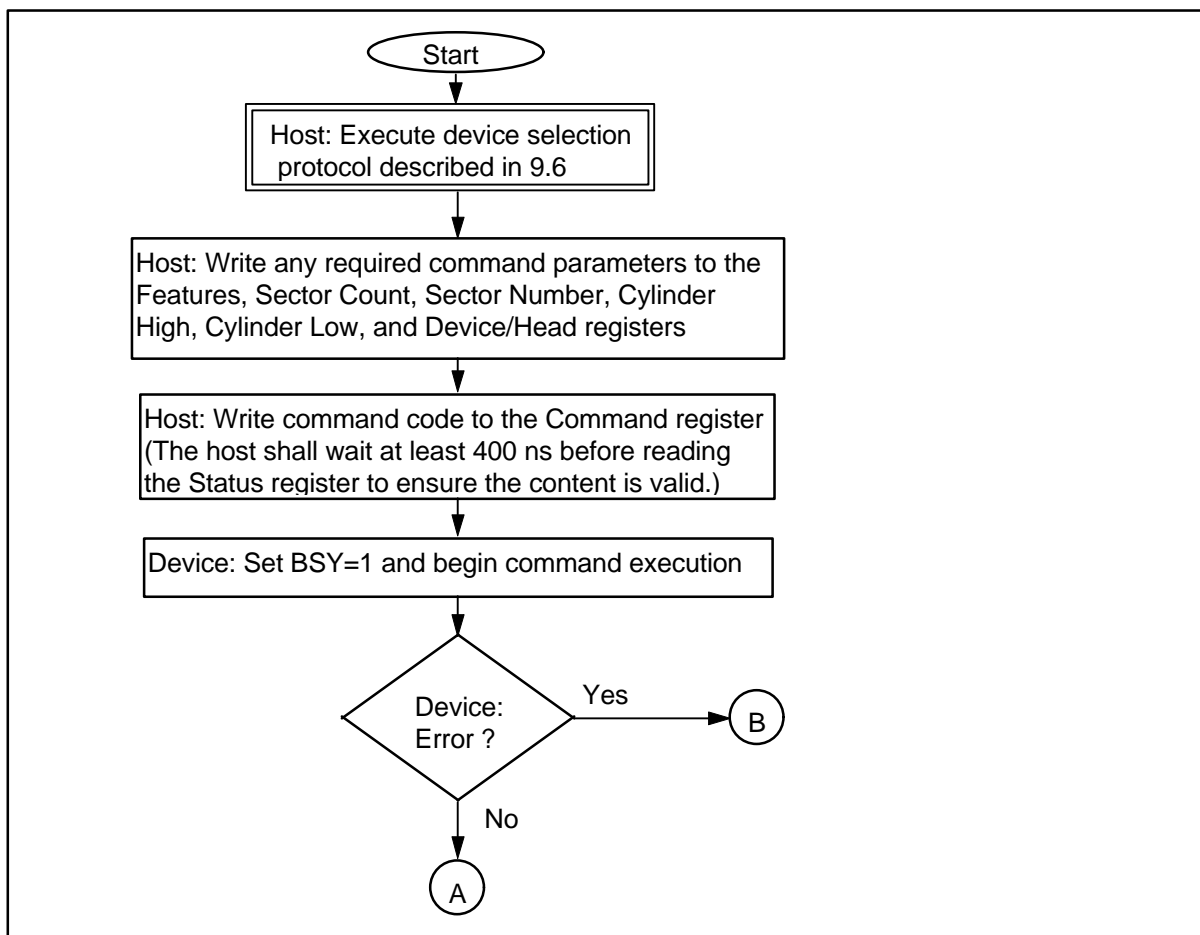 Start
Host: Execute device selection
protocol described in 9.6
Host: Write any required command parameters to the
Features, Sector Count, Sector Number, Cylinder
High, Cylinder Low, and Device/Head registers
Host: Write command code to the Command register
(The host shall wait at least 400 ns before reading
the Status register to ensure the content is valid.)
Device: Set BSY=1 and begin command execution
Device:
Error ?
Yes
B
No
A